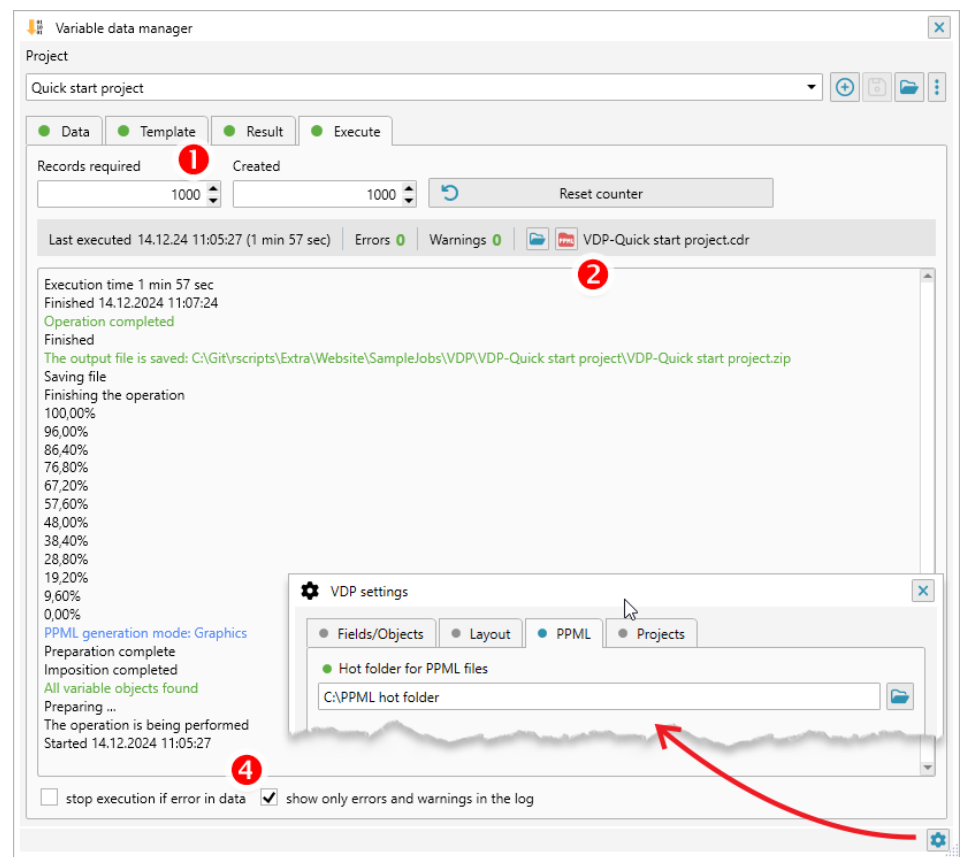 Variable data manager
Project
Quick start project
Data Template Result Execute
1
Records required Created
1000 1000 Reset counter
Last executed 14.12.24 11:05:27 (1 min 57 sec) Errors 0 Warnings 0 PPML VDP-Quick start project.cdr
2
Execution time 1 min 57 sec
Finished 14.12.2024 11:07:24
Operation completed
Finished
The output file is saved: C:\Git\rscripts\Extra\Website\SampleJobs\VDP\VDP-Quick start project\VDP-Quick start project.zip
Saving file
Finishing the operation
100,00%
96,00%
86,40%
76,80%
67,20%
57,60%
48,00%
38,40%
28,80%
19,20%
9,60%
0,00%
PPML generation mode: Graphics
Preparation complete
Imposition completed
All variable objects found
Preparing ...
The operation is being performed
Started 14.12.2024 11:05:27
VDP settings
Fields/Objects Layout PPML Projects
Hot folder for PPML files
C:\PPML hot folder
4
stop execution if error in data show only errors and warnings in the log